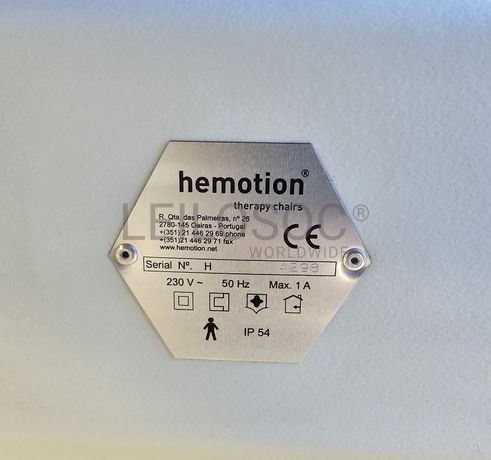 hemotion®
therapy chairs
R. Qta. das Palmeiras, nº 26
2780-145 Oeiras - Portugal
+(351) 21 446 29 69 phone
+(351)21 446 29 71 fax
www.hemotion.net
CE
LEILOSOC®
WORLDWIDE
Serial Nº. H
230 V ~ 50 Hz Max. 1 A
IP 54